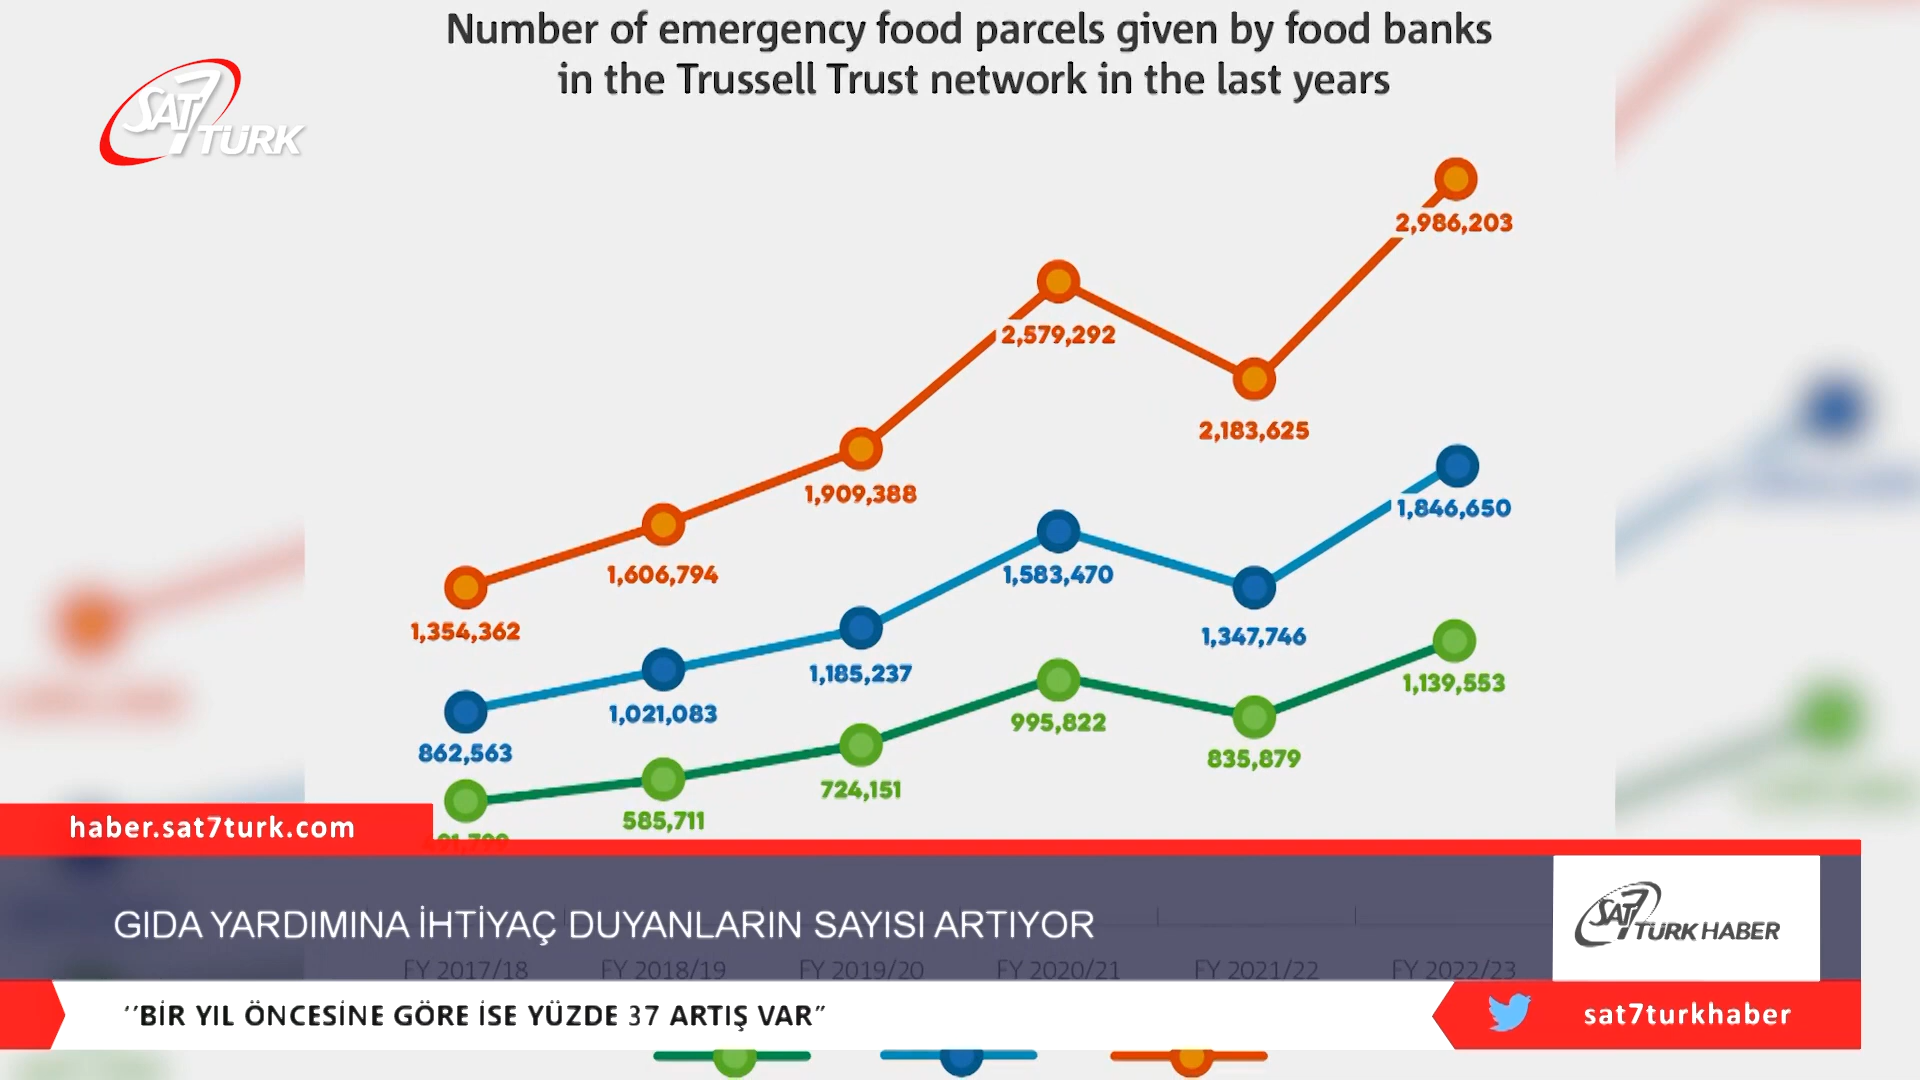 Number of emergency food parcels given by food banks
in the Trussell Trust network in the last years
SAT7 TÜRK
2,986,203
2,579,292
2,183,625
1,909,388
1,606,794
1,354,362
1,846,650
1,583,470
1,347,746
1,185,237
1,021,083
862,563
1,139,553
995,822
835,879
724,151
585,711
haber.sat7turk.com
GIDA YARDIMINA İHTİYAÇ DUYANLARIN SAYISI ARTIYOR
SAT7 TÜRK HABER
FY 2017/18 FY 2018/19 FY 2019/20 FY 2020/21 FY 2021/22 FY 2022/23
‘’BİR YIL ÖNCESİNE GÖRE İSE YÜZDE 37 ARTIŞ VAR”
sat7turkhaber